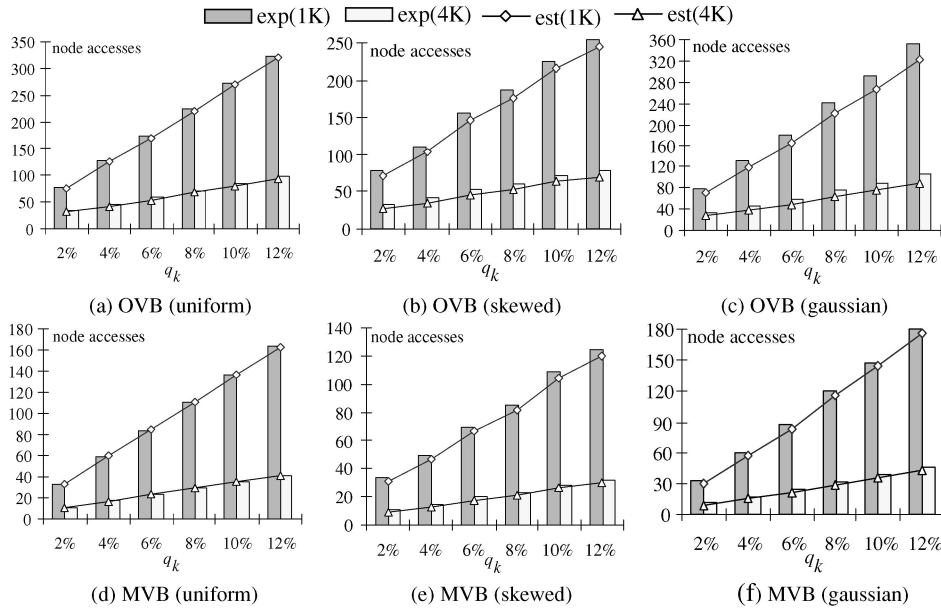 exp(1K) exp(4K) est(1K) est(4K)
node accesses
350
300
250
200
150
100
50
0
2% 4% 6% 8% 10% 12%
q_k
(a) OVB (uniform)
node accesses
250
200
150
100
50
0
2% 4% 6% 8% 10% 12%
q_k
(b) OVB (skewed)
node accesses
360
320
280
240
200
160
120
80
40
0
2% 4% 6% 8% 10% 12%
q_k
(c) OVB (gaussian)
node accesses
180
160
140
120
100
80
60
40
20
0
2% 4% 6% 8% 10% 12%
q_k
(d) MVB (uniform)
node accesses
140
120
100
80
60
40
20
0
2% 4% 6% 8% 10% 12%
q_k
(e) MVB (skewed)
node accesses
180
150
120
90
60
30
0
2% 4% 6% 8% 10% 12%
q_k
(f) MVB (gaussian)